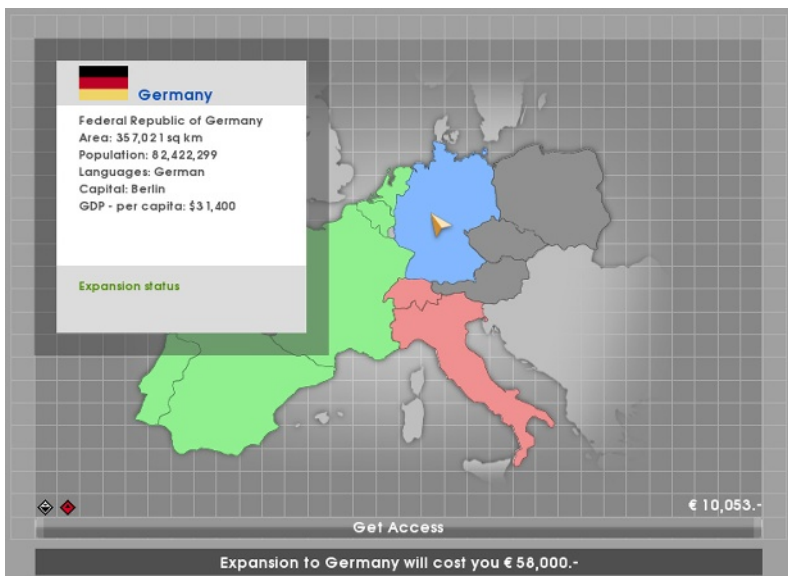 Germany
Federal Republic of Germany
Area: 357,021 sq km
Population: 82,422,299
Languages: German
Capital: Berlin
GDP - per capita: $31,400
Expansion status
€ 10,053.-
Get Access
Expansion to Germany will cost you € 58,000.-